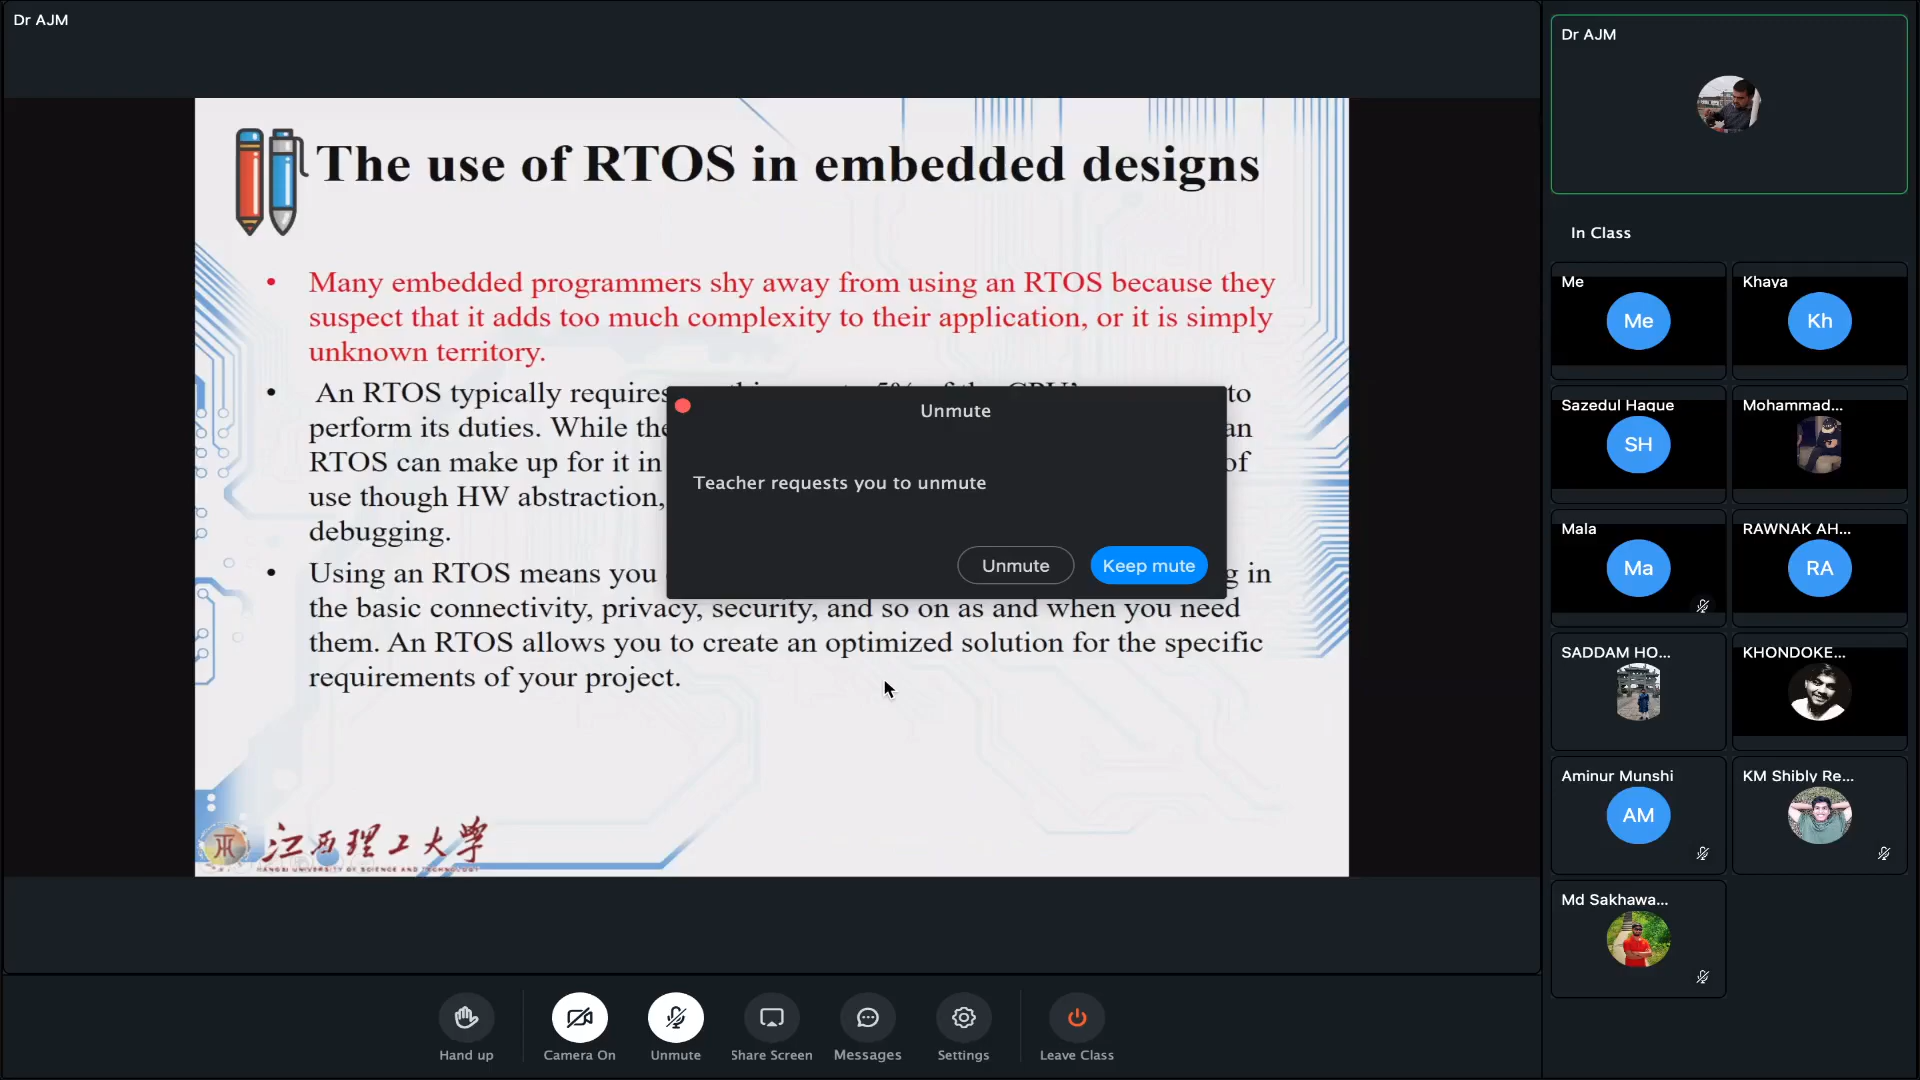 Dr AJM
The use of RTOS in embedded designs
• Many embedded programmers shy away from using an RTOS because they
suspect that it adds too much complexity to their application, or it is simply
unknown territory.
• An RTOS typically requires to
perform its duties. While the an
RTOS can make up for it in of
use though HW abstraction,
debugging.
• Using an RTOS means you in
the basic connectivity, privacy, security, and so on as and when you need
them. An RTOS allows you to create an optimized solution for the specific
requirements of your project.
江西理工大学
JIANGXI UNIVERSITY OF SCIENCE AND TECHNOLOGY
Unmute
Teacher requests you to unmute
Unmute
Keep mute
Dr AJM
In Class
Me
Me
Khaya
Kh
Sazedul Haque
SH
Mohammad...
Mala
Ma
RAWNAK AH...
RA
SADDAM HO...
KHONDOKE...
Aminur Munshi
AM
KM Shibly Re...
Md Sakhawa...
Hand up
Camera On
Unmute
Share Screen
Messages
Settings
Leave Class